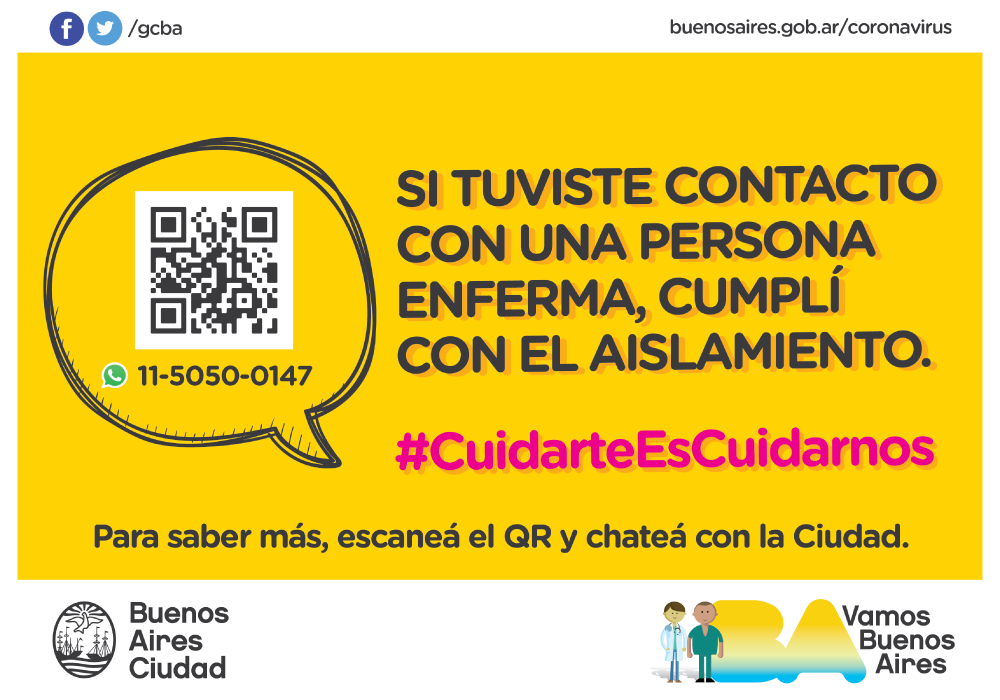 /gcba
buenosaires.gob.ar/coronavirus
SI TUVISTE CONTACTO
CON UNA PERSONA
ENFERMA, CUMPLÍ
CON EL AISLAMIENTO.
11-5050-0147
#CuidarteEsCuidarnos
Para saber más, escaneá el QR y chateá con la Ciudad.
Buenos
Aires
Ciudad
BA
Vamos
Buenos
Aires